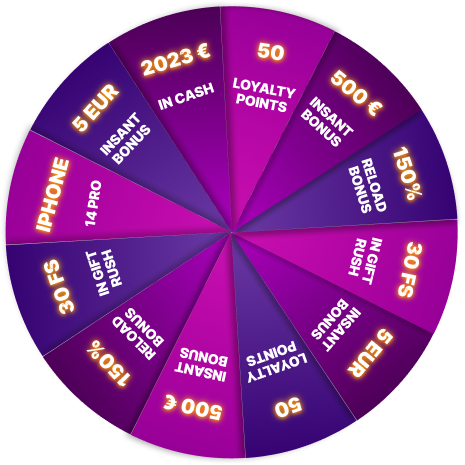 50
LOYALTY
POINTS
500 €
INSANT
BONUS
150%
RELOAD
BONUS
30 FS
IN GIFT
RUSH
5 EUR
INSANT
BONUS
50
LOYALTY
POINTS
500 €
INSANT
BONUS
150%
RELOAD
BONUS
30 FS
IN GIFT
RUSH
IPHONE
14 PRO
5 EUR
INSANT
BONUS
2023 €
IN CASH